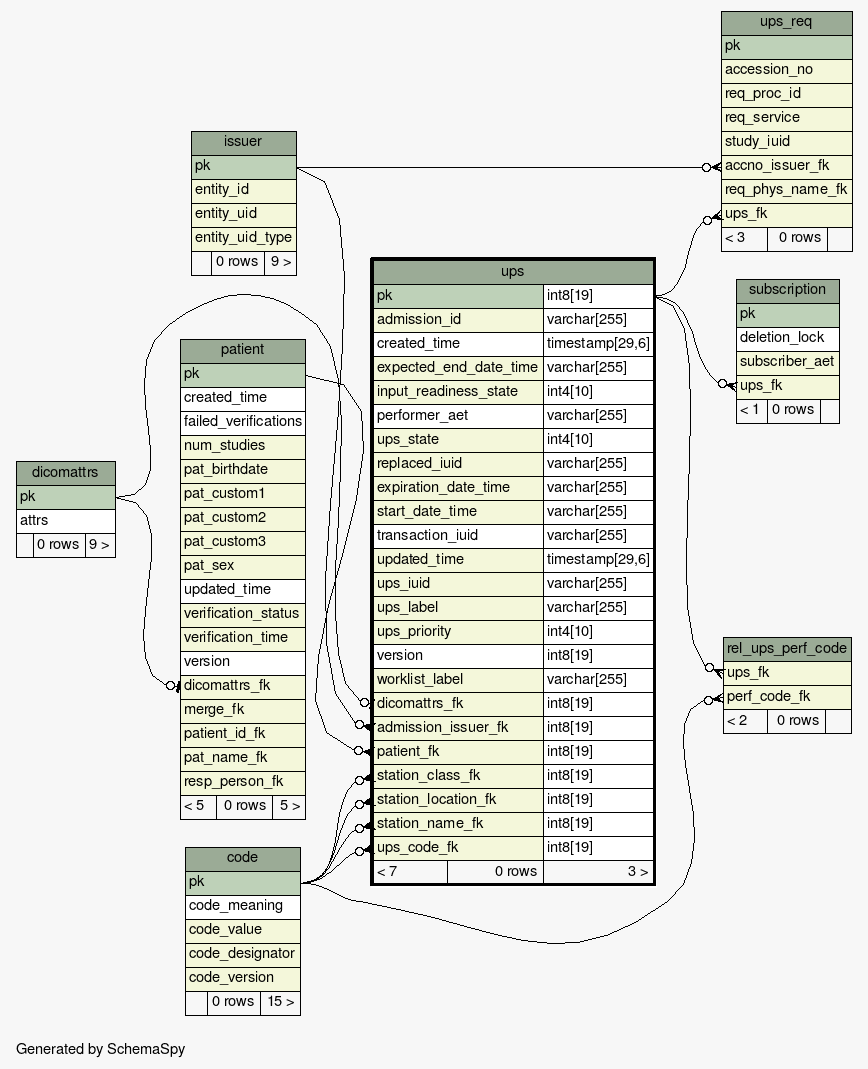 ups_req
pk
accession_no
req_proc_id
req_service
study_iuid
accno_issuer_fk
req_phys_name_fk
ups_fk
< 3 0 rows
issuer
pk
entity_id
entity_uid
entity_uid_type
0 rows 9 >
ups
pk int8[19]
admission_id varchar[255]
created_time timestamp[29,6]
expected_end_date_time varchar[255]
input_readiness_state int4[10]
performer_aet varchar[255]
ups_state int4[10]
replaced_iuid varchar[255]
expiration_date_time varchar[255]
start_date_time varchar[255]
transaction_iuid varchar[255]
updated_time timestamp[29,6]
ups_iuid varchar[255]
ups_label varchar[255]
ups_priority int4[10]
version int8[19]
worklist_label varchar[255]
dicomattrs_fk int8[19]
admission_issuer_fk int8[19]
patient_fk int8[19]
station_class_fk int8[19]
station_location_fk int8[19]
station_name_fk int8[19]
ups_code_fk int8[19]
< 7 0 rows 3 >
subscription
pk
deletion_lock
subscriber_aet
ups_fk
< 1 0 rows
patient
pk
created_time
failed_verifications
num_studies
pat_birthdate
pat_custom1
pat_custom2
pat_custom3
pat_sex
updated_time
verification_status
verification_time
version
dicomattrs_fk
merge_fk
patient_id_fk
pat_name_fk
resp_person_fk
< 5 0 rows 5 >
dicomattrs
pk
attrs
0 rows 9 >
rel_ups_perf_code
ups_fk
perf_code_fk
< 2 0 rows
code
pk
code_meaning
code_value
code_designator
code_version
0 rows 15 >
Generated by SchemaSpy